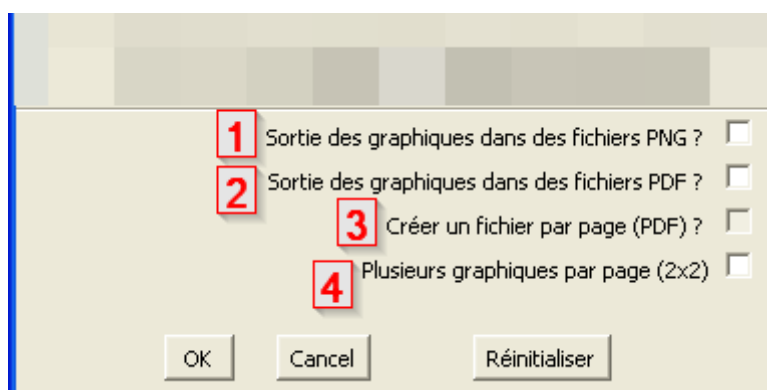 1 Sortie des graphiques dans des fichiers PNG ?
2 Sortie des graphiques dans des fichiers PDF ?
3 Créer un fichier par page (PDF) ?
4 Plusieurs graphiques par page (2x2)
OK Cancel Réinitialiser